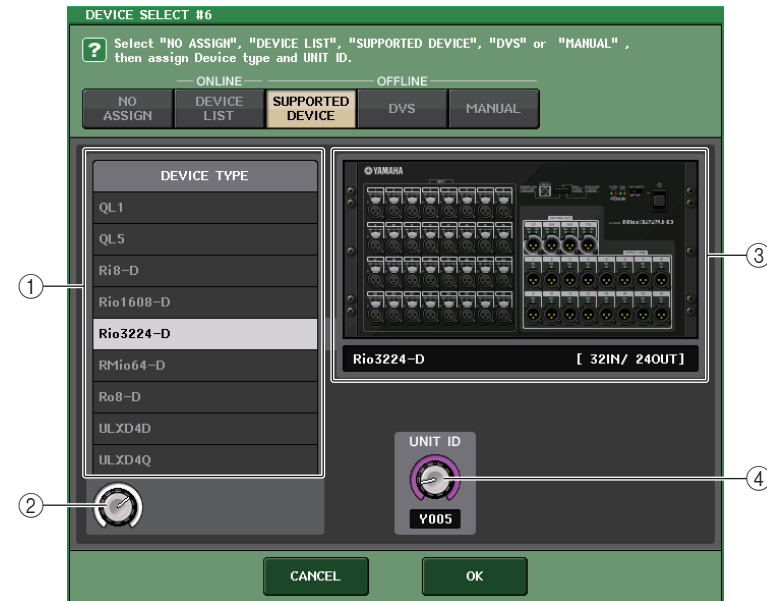 DEVICE SELECT #6
? Select "NO ASSIGN", "DEVICE LIST", "SUPPORTED DEVICE", "DVS" or "MANUAL" ,
then assign Device type and UNIT ID.
ONLINE
OFFLINE
NO ASSIGN
DEVICE LIST
SUPPORTED DEVICE
DVS
MANUAL
DEVICE TYPE
QL1
QL5
Ri8-D
Rio1608-D
Rio3224-D
RMio64-D
Ro8-D
ULXD4D
ULXD4Q
YAMAHA
Rio3224-D
Rio3224-D [ 32IN/ 24OUT]
UNIT ID
Y005
CANCEL
OK
1
2
3
4